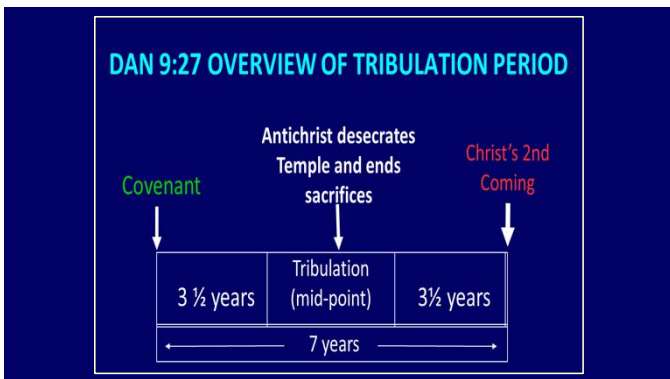 DAN 9:27 OVERVIEW OF TRIBULATION PERIOD
Antichrist desecrates
Temple and ends
sacrifices
Christ's 2nd
Coming
Covenant
3 ½ years
Tribulation
(mid-point)
3½ years
7 years